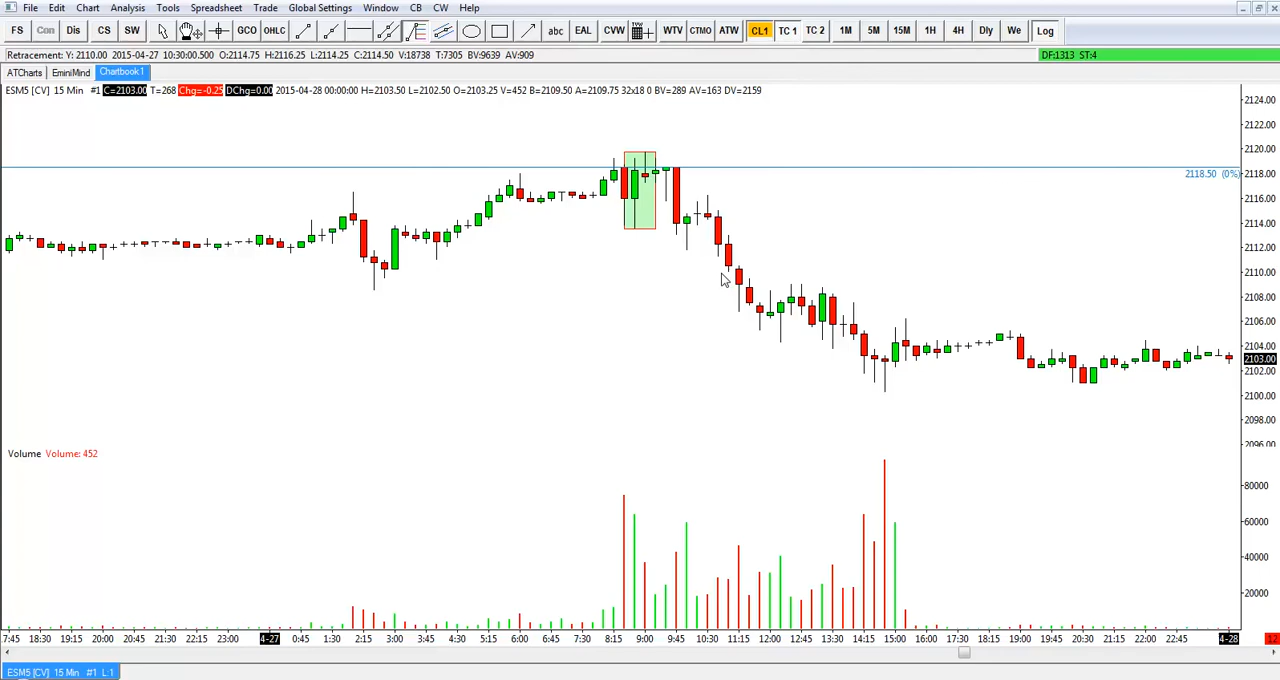 File Edit Chart Analysis Tools Spreadsheet Trade Global Settings Window CB CW Help
FS Con Dis CS SW GCO OHLC abc EAL CVW WTV CTMO ATW CL1 TC 1 TC 2 1M 5M 15M 1H 4H Dly We Log
Retracement: Y: 2110.00 2015-04-27 10:30:00.500 O:2114.75 H:2116.25 L:2114.25 C:2114.50 V:18738 T:7305 BV:9639 AV:909
DF:1313 ST:4
ATCharts EminiMind Chartbook1
ESM5 [CV] 15 Min #1 C=2103.00 T=268 Chg=-0.25 DChg=0.00 2015-04-28 00:00:00 H=2103.50 L=2102.50 O=2103.25 V=452 B=2109.50 A=2109.75 32x18 0 BV=289 AV=163 DV=2159
2124.00
2122.00
2120.00
2118.50 (0%)
2118.00
2116.00
2114.00
2112.00
2110.00
2108.00
2106.00
2104.00
2103.00
2102.00
2100.00
2098.00
2096.00
Volume Volume: 452
80000
60000
40000
20000
7:45 18:30 19:15 20:00 20:45 21:30 22:15 23:00 4-27 0:45 1:30 2:15 3:00 3:45 4:30 5:15 6:00 6:45 7:30 8:15 9:00 9:45 10:30 11:15 12:00 12:45 13:30 14:15 15:00 15:45 17:30 18:15 19:00 19:45 20:30 21:15 22:00 22:45 4-28
ESM5 [CV] 15 Min #1 L:1